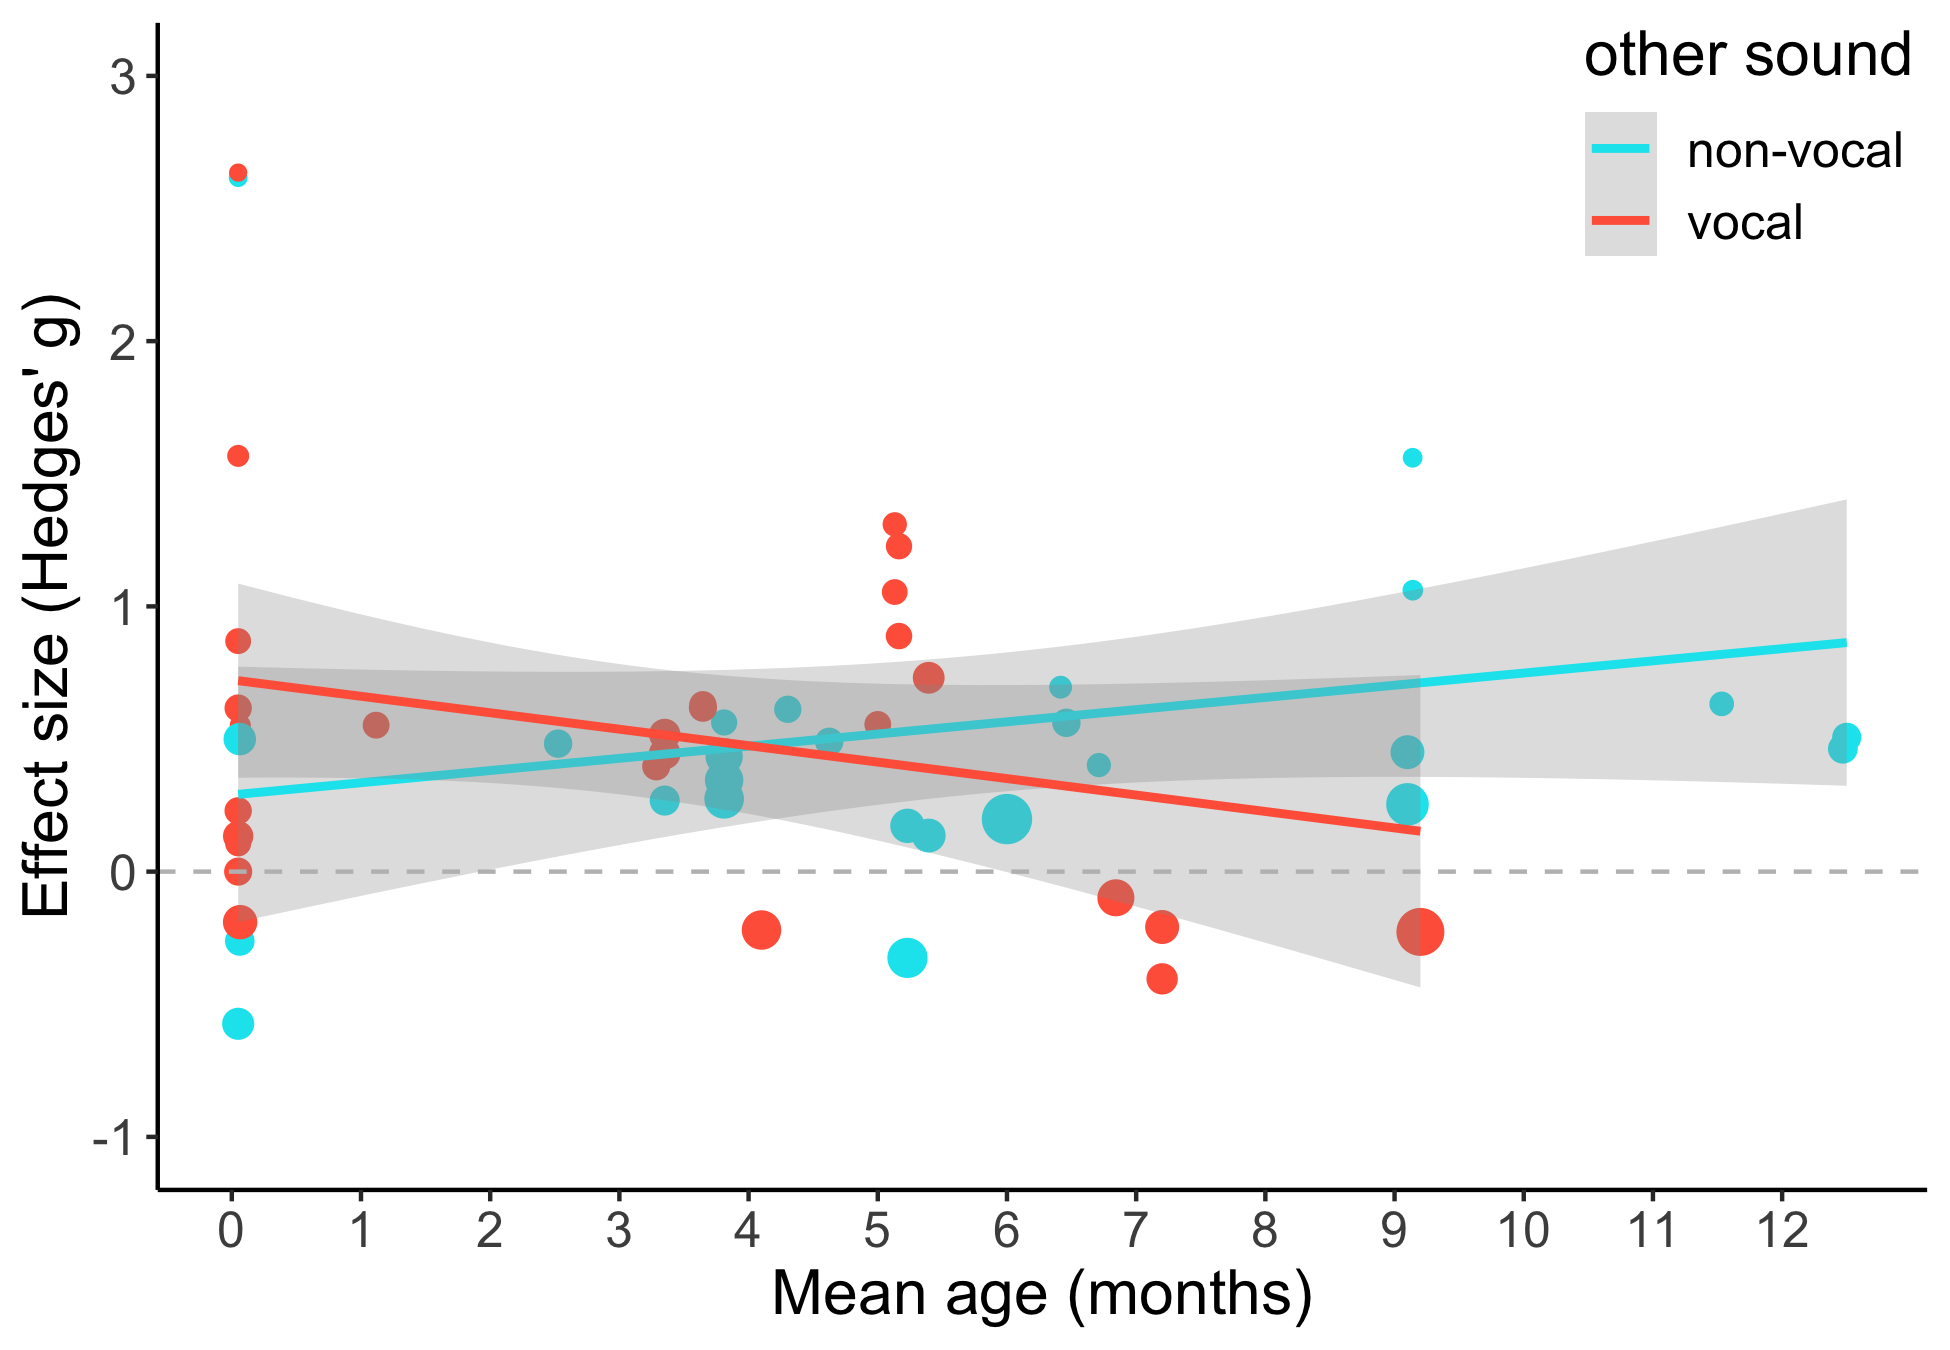 other sound
non-vocal
vocal
3
2
1
0
-1
Effect size (Hedges' g)
0 1 2 3 4 5 6 7 8 9 10 11 12
Mean age (months)